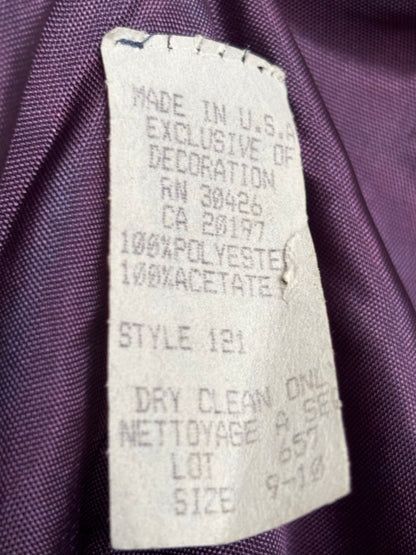 MADE IN U.S.A
EXCLUSIVE OF
DECORATION
RN 30426
CA 20197
100%POLYESTER
100%ACETATE
STYLE 121
DRY CLEAN ONLY
NETTOYAGE A SEC
LOT 657
SIZE 9-10